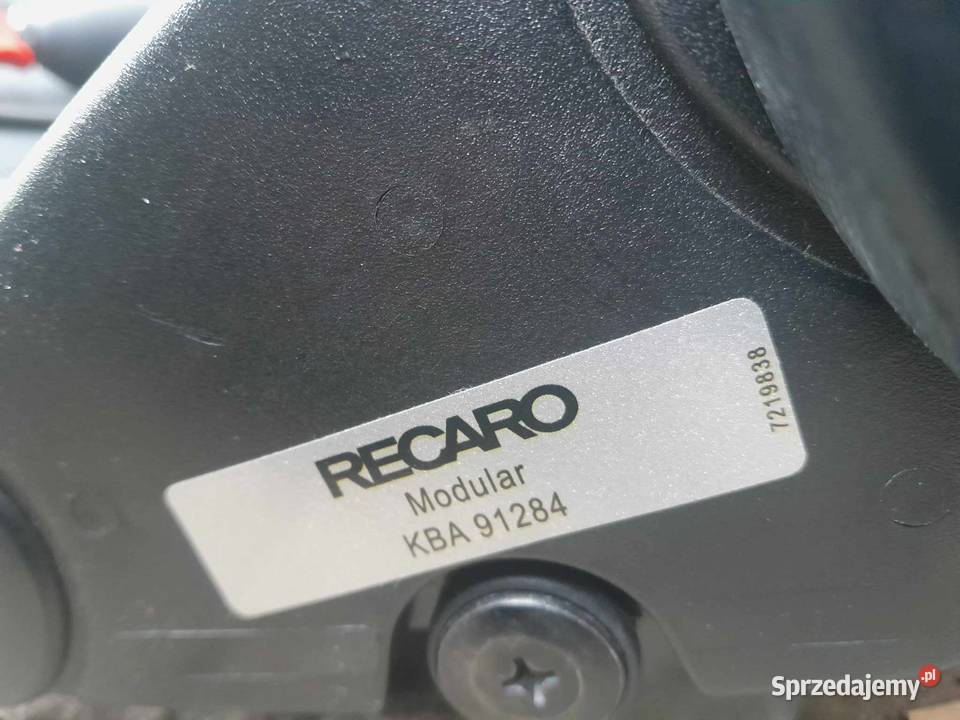 RECARO
Modular
KBA 91284
7219838
Sprzedajemy.pl